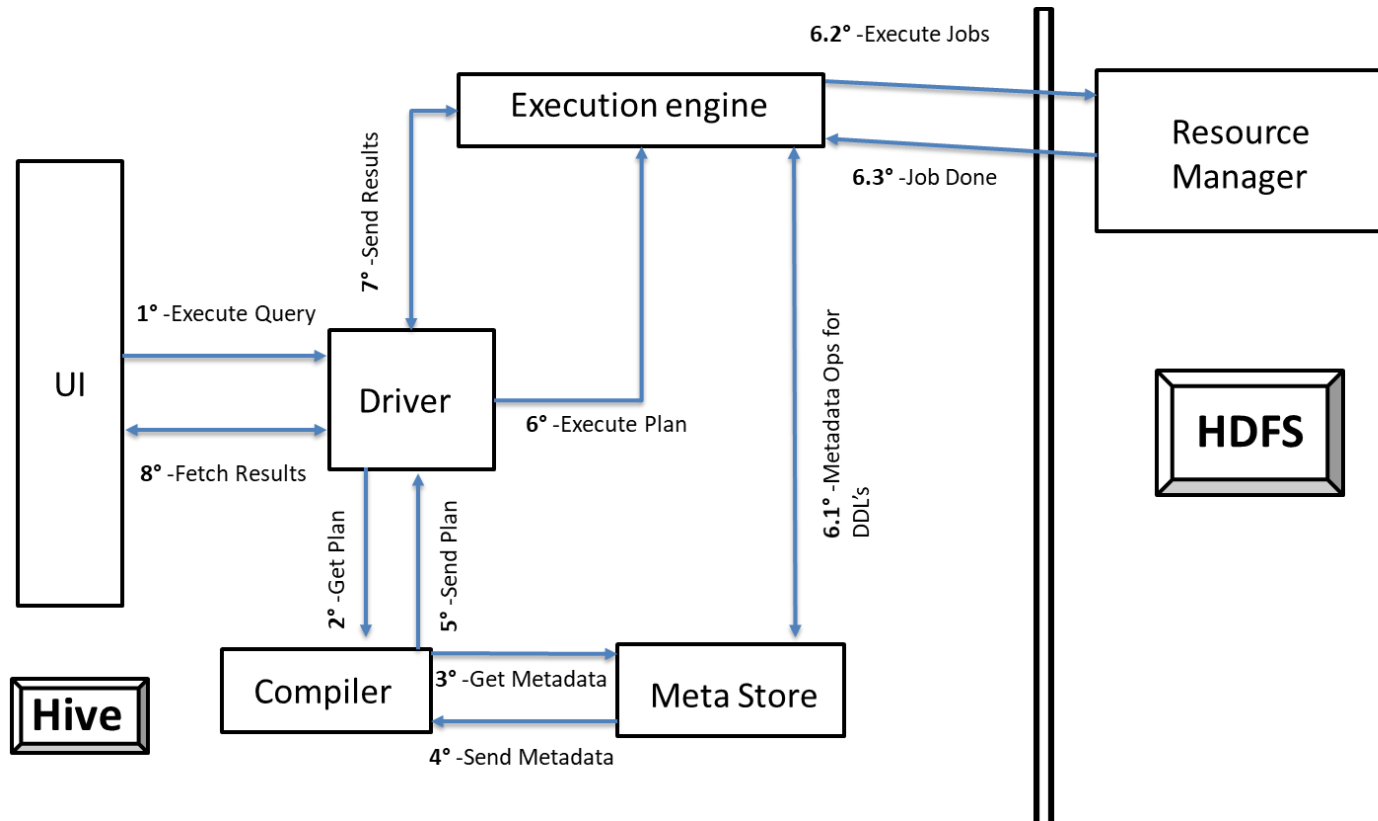 6.2° -Execute Jobs
Execution engine
Resource
Manager
6.3° -Job Done
7° -Send Results
1° -Execute Query
UI
Driver
6° -Execute Plan
8° -Fetch Results
6.1° -Metadata Ops for
DDL's
HDFS
2° -Get Plan
5° -Send Plan
Compiler
3° -Get Metadata
Meta Store
4° -Send Metadata
Hive